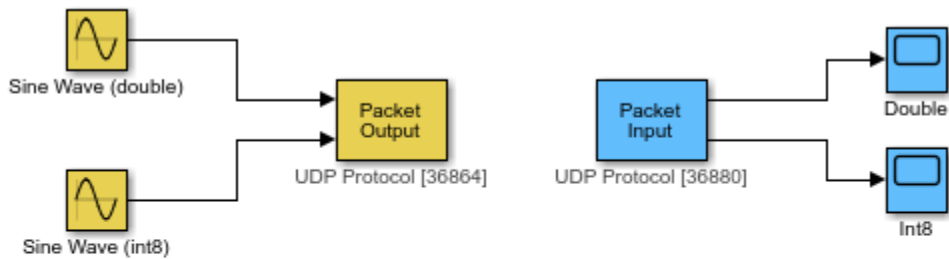 Sine Wave (double)
Packet
Output
UDP Protocol [36864]
Sine Wave (int8)
Packet
Input
UDP Protocol [36880]
Double
Int8